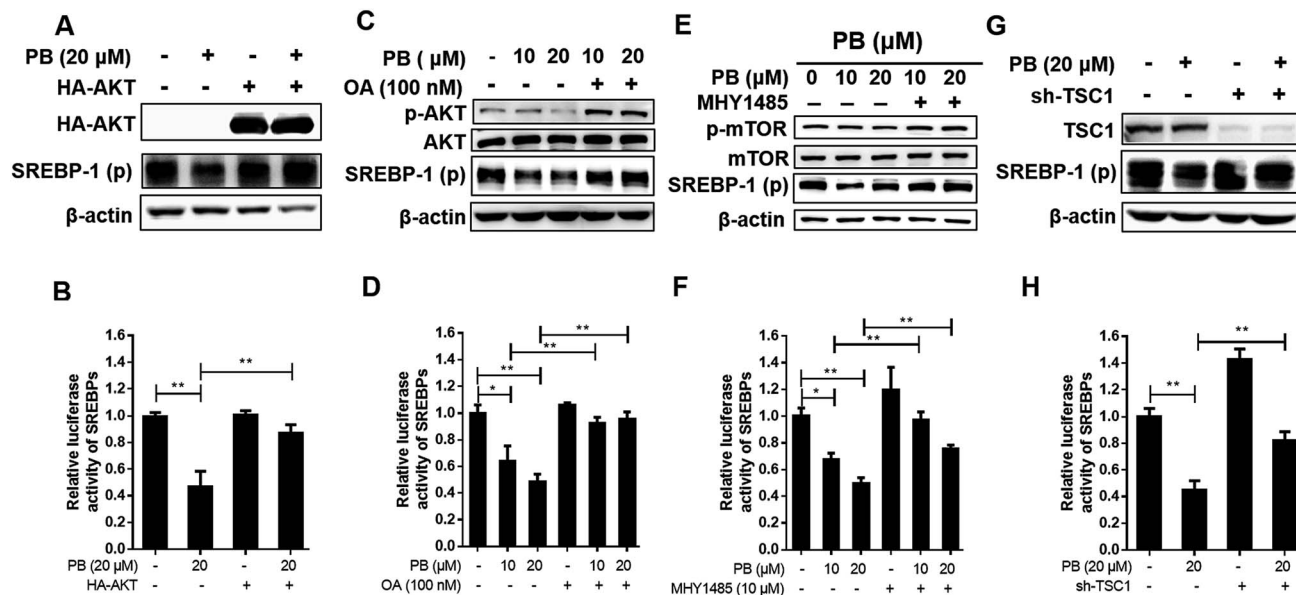 A
PB (20 µM) - + - +
HA-AKT - - + +
HA-AKT
SREBP-1 (p)
β-actin
C
PB ( µM) - 10 20 10 20
OA (100 nM) - - - + +
p-AKT
AKT
SREBP-1 (p)
β-actin
E
PB (µM)
PB (µM) 0 10 20 10 20
MHY1485 – – – + +
p-mTOR
mTOR
SREBP-1 (p)
β-actin
G
PB (20 µM) - + - +
sh-TSC1 - - + +
TSC1
SREBP-1 (p)
β-actin
B
Relative luciferase
activity of SREBPs
1.6
1.4
1.2
1.0
0.8
0.6
0.4
0.2
0.0
** **
PB (20 µM) - 20 - 20
HA-AKT - - + +
D
Relative luciferase
activity of SREBPs
1.6
1.4
1.2
1.0
0.8
0.6
0.4
0.2
0.0
**
**
**
*
PB (µM) - 10 20 - 10 20
OA (100 nM) - - - + + +
F
Relative luciferase
activity of SREBPs
1.6
1.4
1.2
1.0
0.8
0.6
0.4
0.2
0.0
**
**
**
*
PB (µM) - 10 20 - 10 20
MHY1485 (10 µM) - - - + + +
H
Relative luciferase
activity of SREBPs
1.6
1.4
1.2
1.0
0.8
0.6
0.4
0.2
0.0
**
**
PB (20 µM) - 20 - 20
sh-TSC1 - - + +